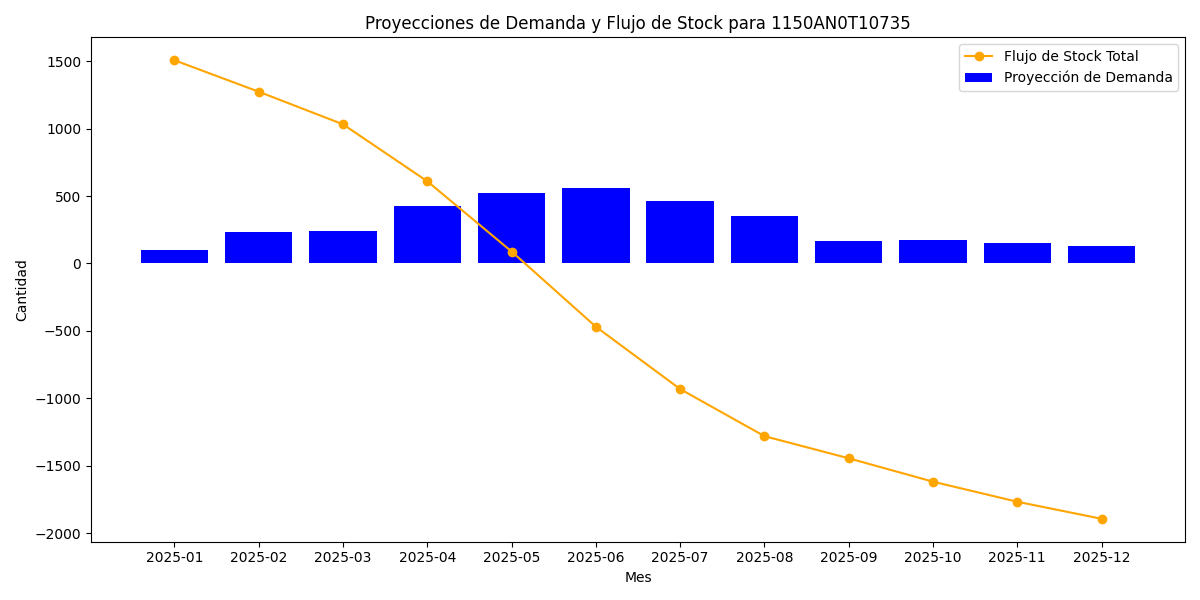 Proyecciones de Demanda y Flujo de Stock para 1150AN0T10735
Flujo de Stock Total
Proyección de Demanda
Cantidad
1500
1000
500
0
−500
−1000
−1500
−2000
2025-01 2025-02 2025-03 2025-04 2025-05 2025-06 2025-07 2025-08 2025-09 2025-10 2025-11 2025-12
Mes